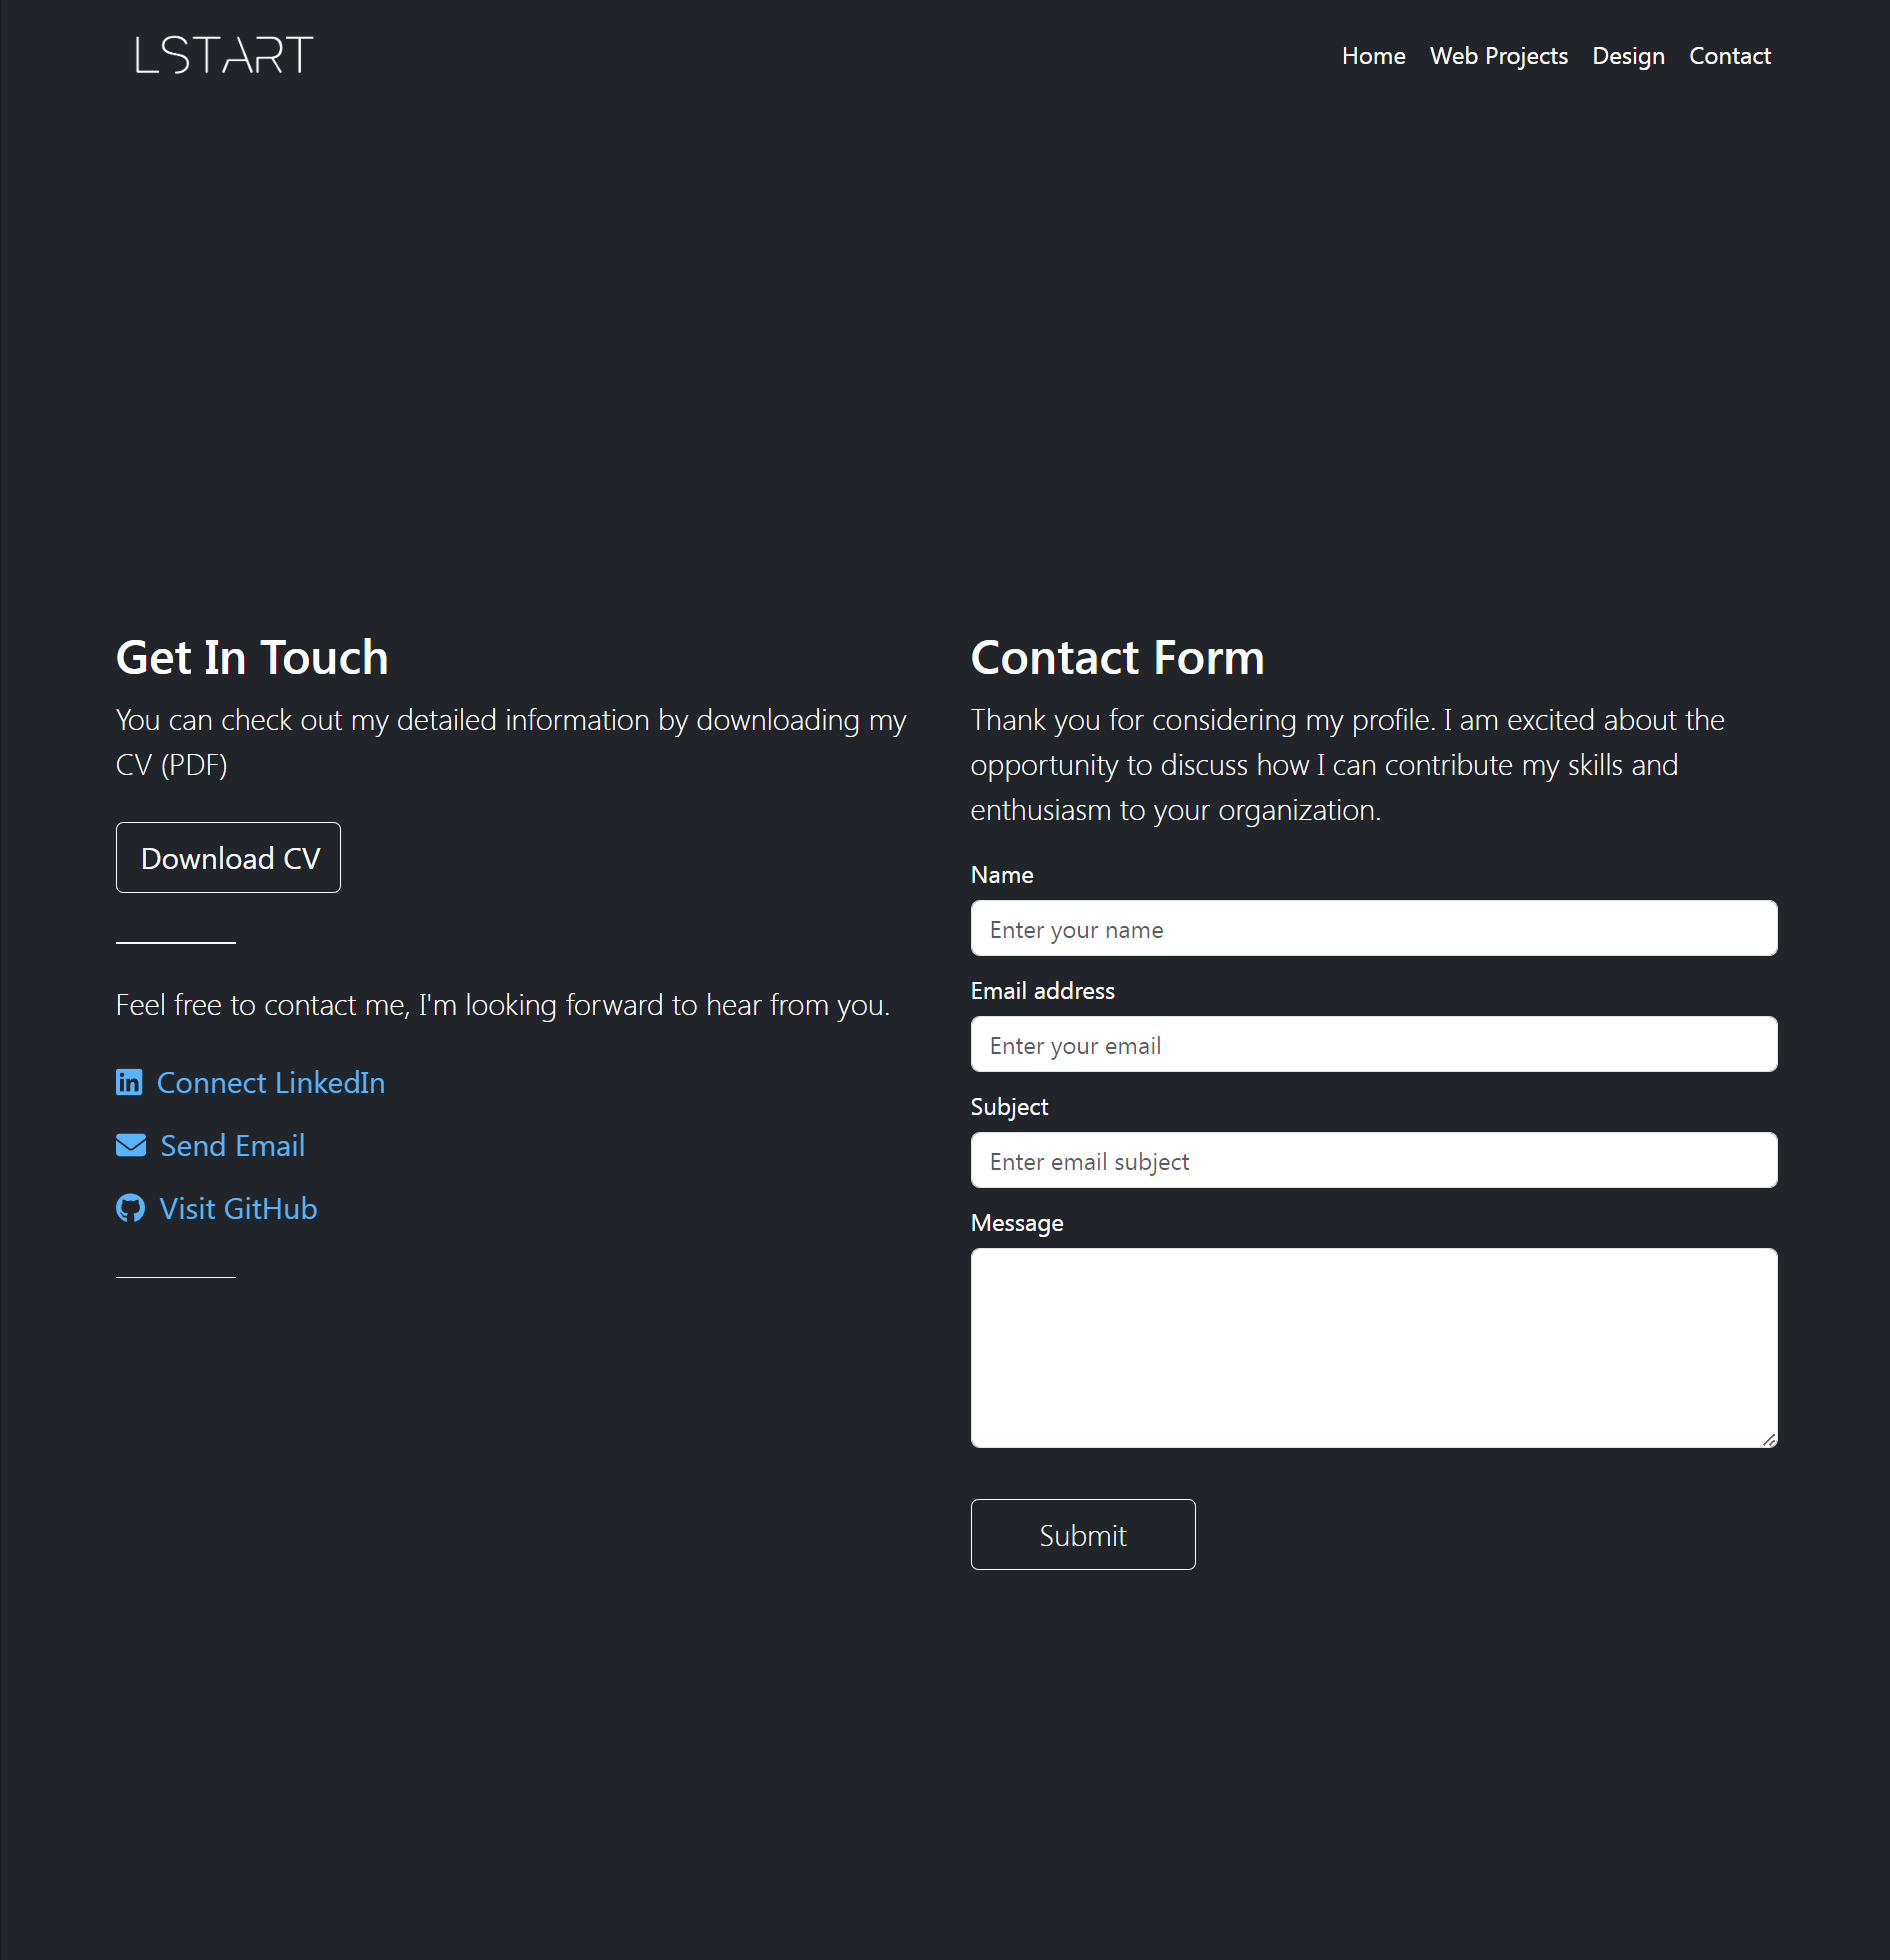 LSTART
Home Web Projects Design Contact
Get In Touch
You can check out my detailed information by downloading my
CV (PDF)
Download CV
Feel free to contact me, I'm looking forward to hear from you.
Connect LinkedIn
Send Email
Visit GitHub
Contact Form
Thank you for considering my profile. I am excited about the
opportunity to discuss how I can contribute my skills and
enthusiasm to your organization.
Name
Enter your name
Email address
Enter your email
Subject
Enter email subject
Message
Submit